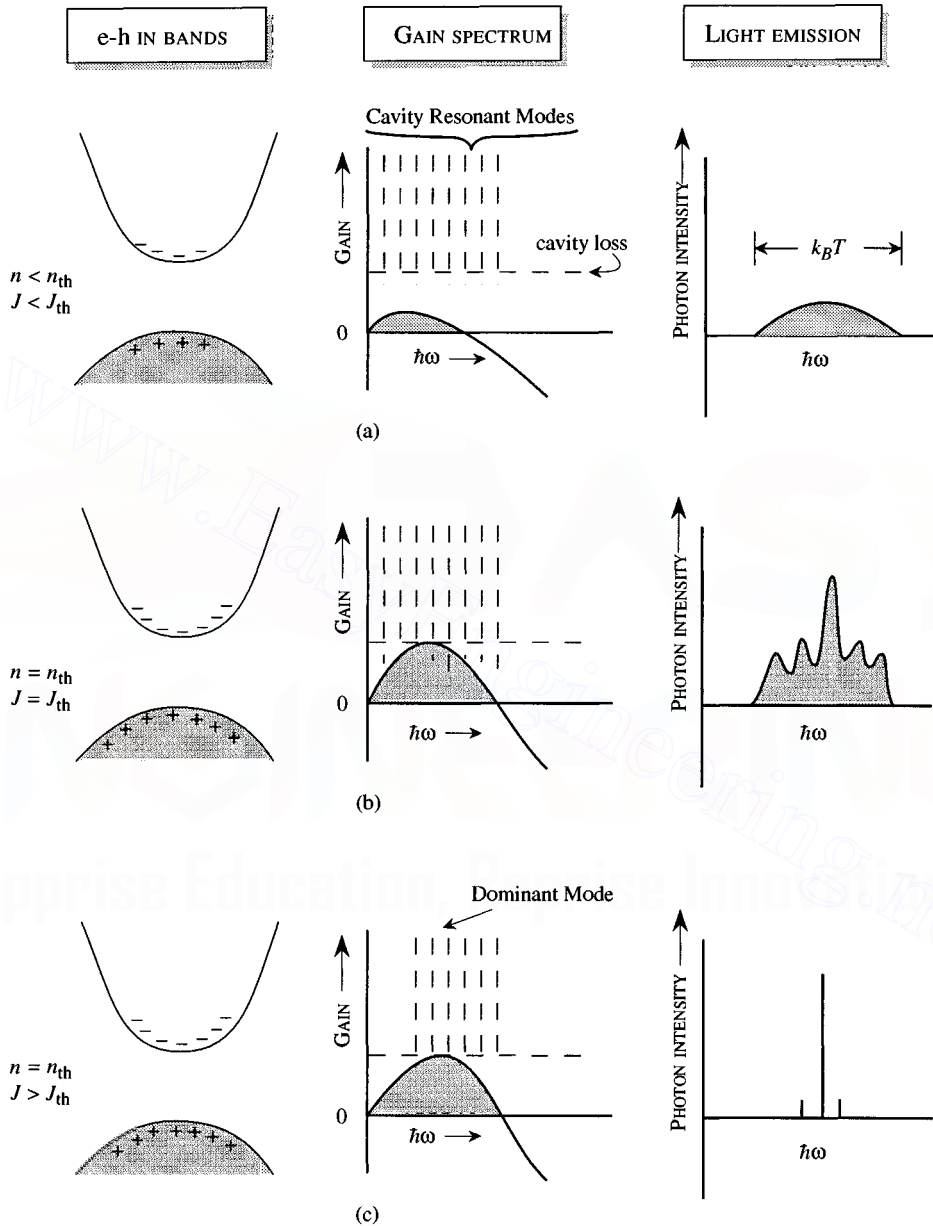 e-h IN BANDS
GAIN SPECTRUM
LIGHT EMISSION
Cavity Resonant Modes
GAIN
cavity loss
0
ħω
n < n_th
J < J_th
PHOTON INTENSITY
k_BT
ħω
(a)
n = n_th
J = J_th
GAIN
0
ħω
PHOTON INTENSITY
ħω
(b)
Dominant Mode
n = n_th
J > J_th
GAIN
0
ħω
PHOTON INTENSITY
ħω
(c)